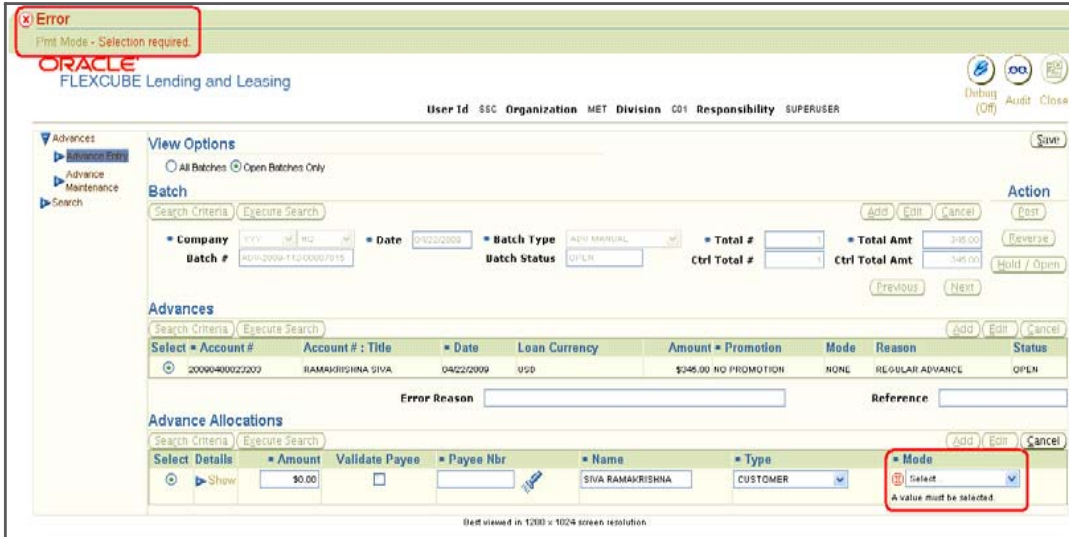 Error
Pmt Mode - Selection required.
ORACLE
FLEXCUBE Lending and Leasing
Debug (Off) Audit Close
User Id SSC Organization MET Division C01 Responsibility SUPERUSER
Advances
Advance Entry
Advance Maintenance
Search
View Options
Save
All Batches Open Batches Only
Batch Action
Search Criteria Execute Search Add Edit Cancel Post
Company YYY HQ Date 04/22/2009 Batch Type ADV MANUAL Total # 1 Total Amt 345.00 Reverse
Batch # Batch Status OPEN Ctrl Total # 1 Ctrl Total Amt 345.00 Hold / Open
Previous Next
Advances
Search Criteria Execute Search Add Edit Cancel
Select Account # Account # : Title Date Loan Currency Amount Promotion Mode Reason Status
20090400023203 RAMAKRISHNA SIVA 04/22/2009 USD $345.00 NO PROMOTION NONE REGULAR ADVANCE OPEN
Error Reason Reference
Advance Allocations
Search Criteria Execute Search Add Edit Cancel
Select Details Amount Validate Payee Payee Nbr Name Type Mode
Show $0.00 SIVA RAMAKRISHNA CUSTOMER Select
A value must be selected.
Best viewed in 1280 x 1024 screen resolution